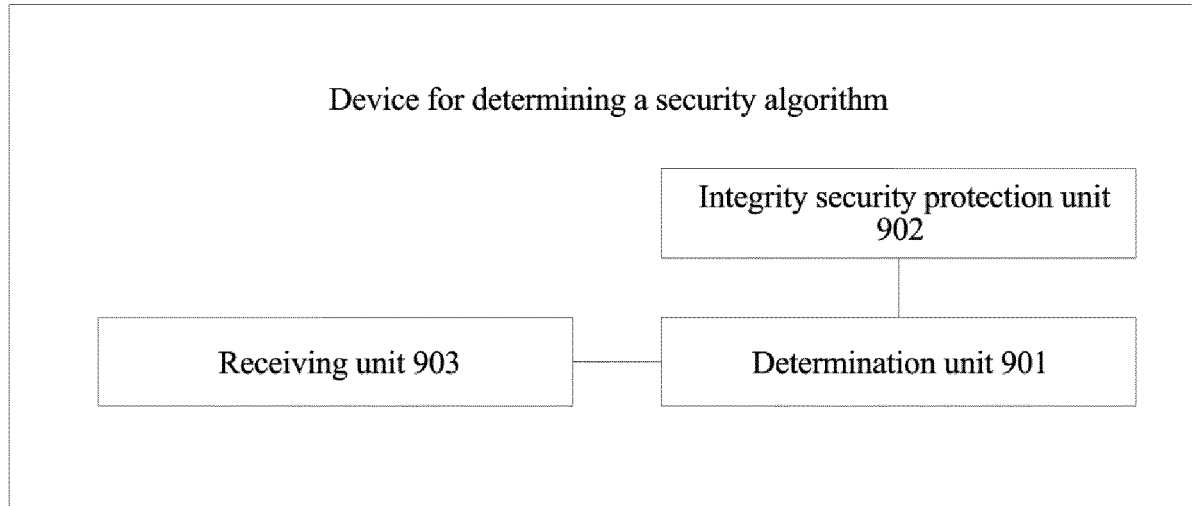 Device for determining a security algorithm
Integrity security protection unit
902
Receiving unit 903
Determination unit 901